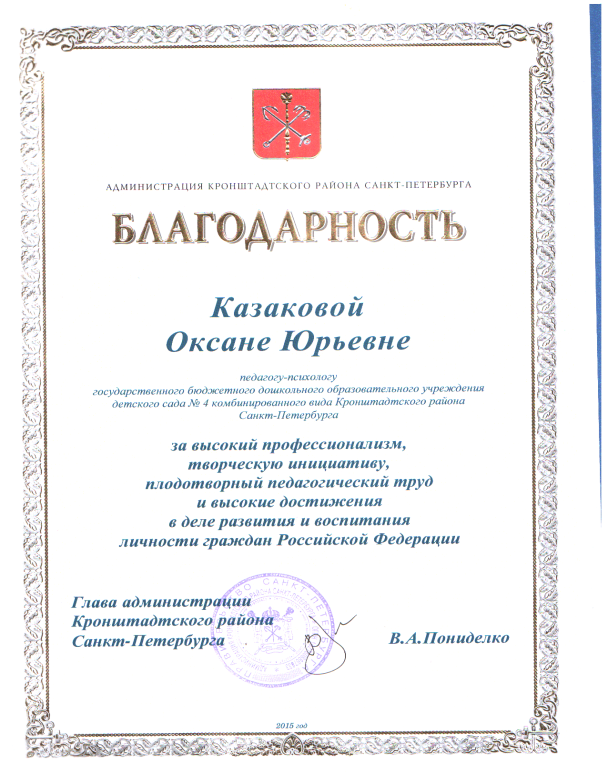 АДМИНИСТРАЦИЯ КРОНШТАДТСКОГО РАЙОНА САНКТ-ПЕТЕРБУРГА
БЛАГОДАРНОСТЬ
Казаковой
Оксане Юрьевне
педагогу-психологу
государственного бюджетного дошкольного образовательного учреждения
детского сада № 4 комбинированного вида Кронштадтского района
Санкт-Петербурга
за высокий профессионализм,
творческую инициативу,
плодотворный педагогический труд
и высокие достижения
в деле развития и воспитания
личности граждан Российской Федерации
Глава администрации
Кронштадтского района
Санкт-Петербурга
В.А.Пониделко
2015 год